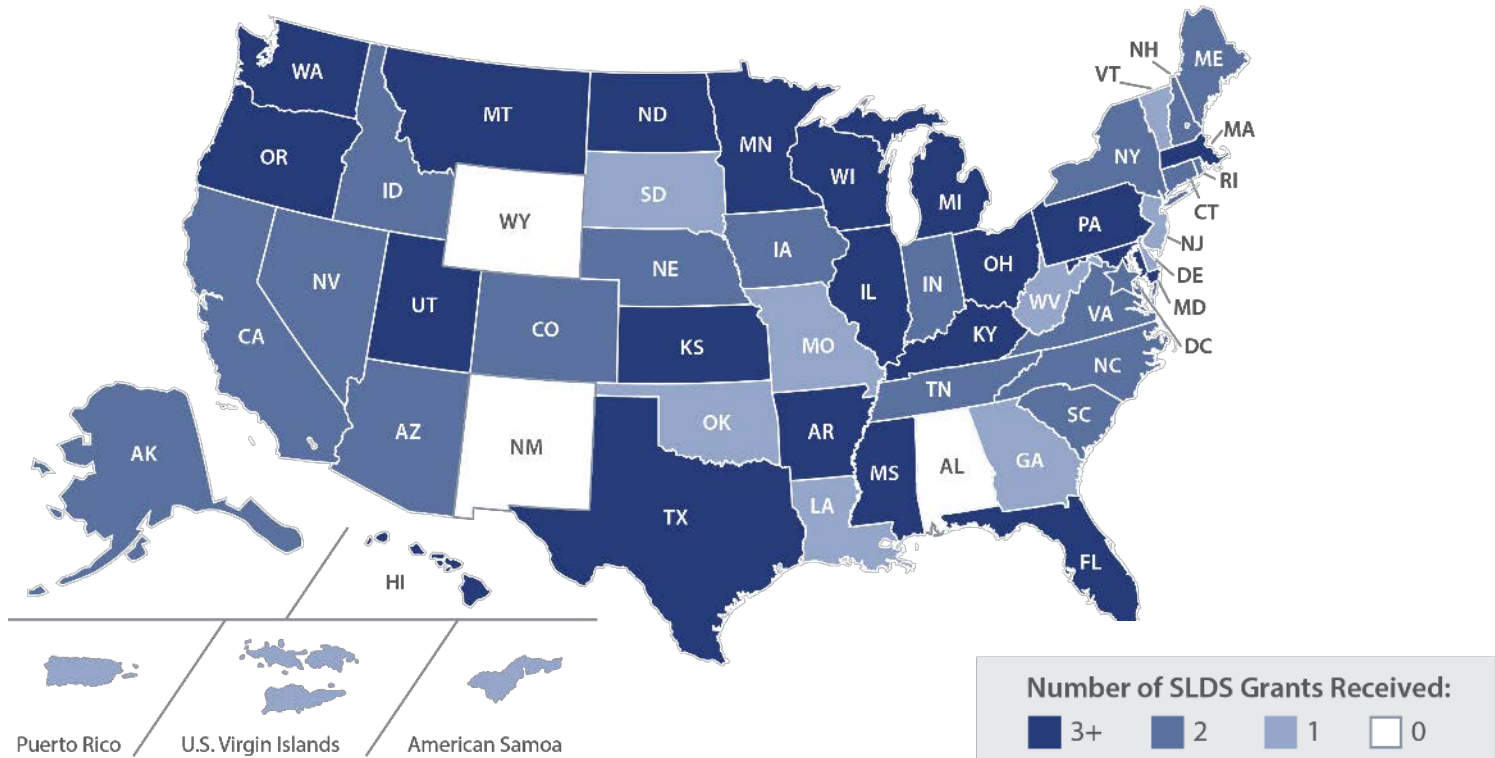 NH
ME
VT
WA
MT
ND
MN
MA
OR
NY
WI
ID
SD
RI
MI
CT
WY
PA
NJ
IA
OH
NE
DE
NV
IN
IL
WV
UT
MD
VA
CO
CA
KY
KS
MO
DC
NC
TN
SC
OK
AZ
AR
NM
AK
GA
MS
AL
LA
TX
FL
HI
Puerto Rico
U.S. Virgin Islands
American Samoa
Number of SLDS Grants Received:
3+ 2 1 0